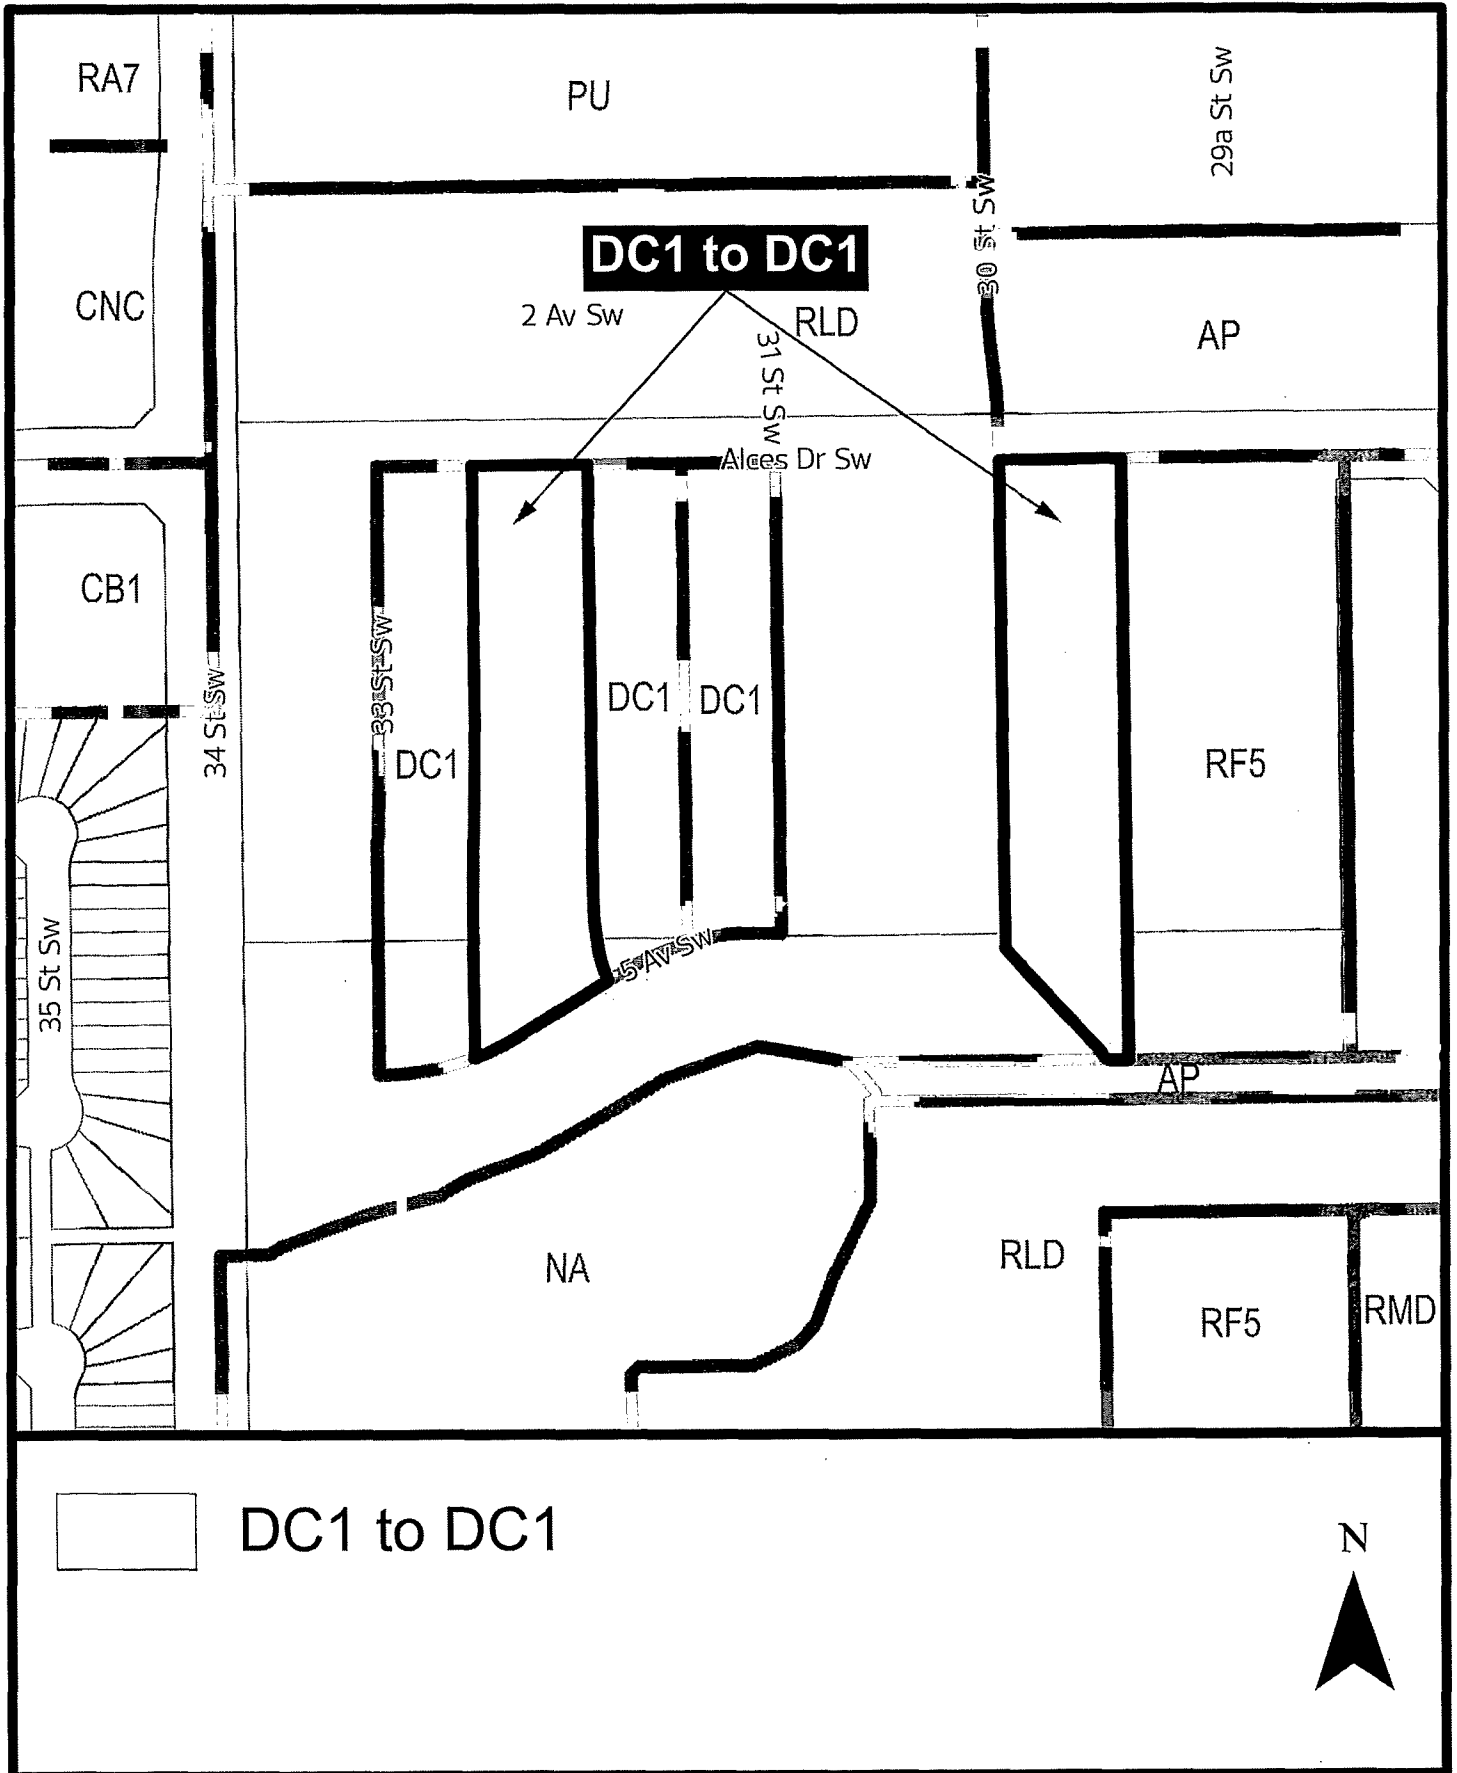 RA7
PU
29a St Sw
30 St Sw
DC1 to DC1
CNC
2 Av Sw
RLD
AP
31 St Sw
Alces Dr Sw
CB1
33 St Sw
34 St Sw
DC1
DC1
DC1
RF5
35 St Sw
5 Av Sw
AP
NA
RLD
RF5
RMD
DC1 to DC1
N